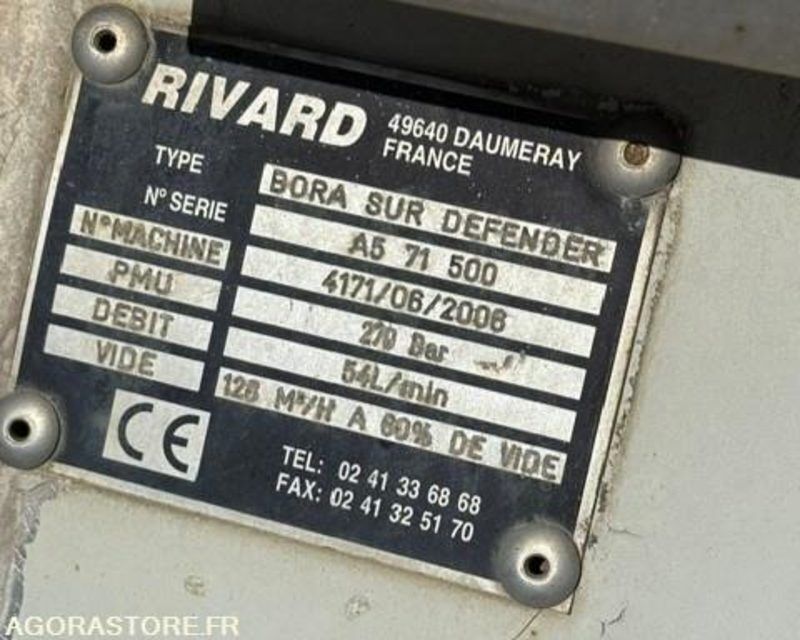 RIVARD
49640 DAUMERAY
FRANCE
TYPE BORA SUR DEFENDER
N° SERIE A5 71 500
N°MACHINE 4171/06/2006
PMU 270 Bar
DEBIT 54L/min
VIDE 128 M³/H A 60% DE VIDE
CE
TEL: 02 41 33 68 68
FAX: 02 41 32 51 70
AGORASTORE.FR